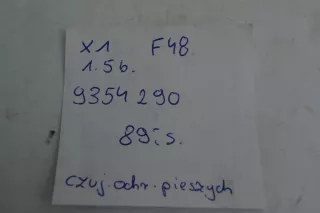 X1 F48
1.5b.
9354290
89;s.
czuj.ochr.pieszych